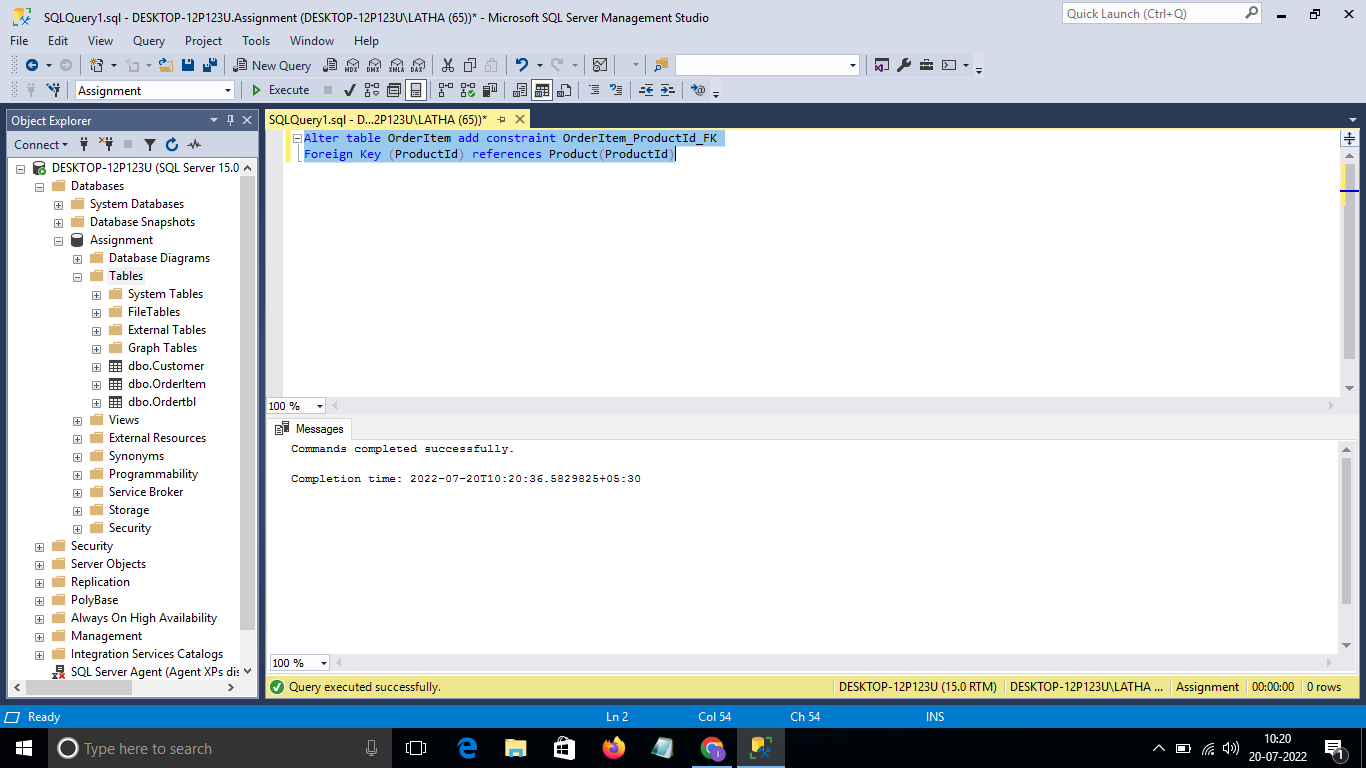 SQLQuery1.sql - DESKTOP-12P123U.Assignment (DESKTOP-12P123U\LATHA (65))* - Microsoft SQL Server Management Studio
Quick Launch (Ctrl+Q)
File Edit View Query Project Tools Window Help
New Query MDX DMX XMLA DAX
Assignment Execute
Object Explorer
SQLQuery1.sql - D...2P123U\LATHA (65))*
Connect
Alter table OrderItem add constraint OrderItem_ProductId_FK
Foreign Key (ProductId) references Product(ProductId)
DESKTOP-12P123U (SQL Server 15.0
Databases
System Databases
Database Snapshots
Assignment
Database Diagrams
Tables
System Tables
FileTables
External Tables
Graph Tables
dbo.Customer
dbo.OrderItem
dbo.Ordertbl
Views
External Resources
Synonyms
Programmability
Service Broker
Storage
Security
Security
Server Objects
Replication
PolyBase
Always On High Availability
Management
Integration Services Catalogs
SQL Server Agent (Agent XPs dis
100 %
Messages
Commands completed successfully.
Completion time: 2022-07-20T10:20:36.5829825+05:30
100 %
Query executed successfully. DESKTOP-12P123U (15.0 RTM) DESKTOP-12P123U\LATHA ... Assignment 00:00:00 0 rows
Ready Ln 2 Col 54 Ch 54 INS
Type here to search
10:20
20-07-2022
1